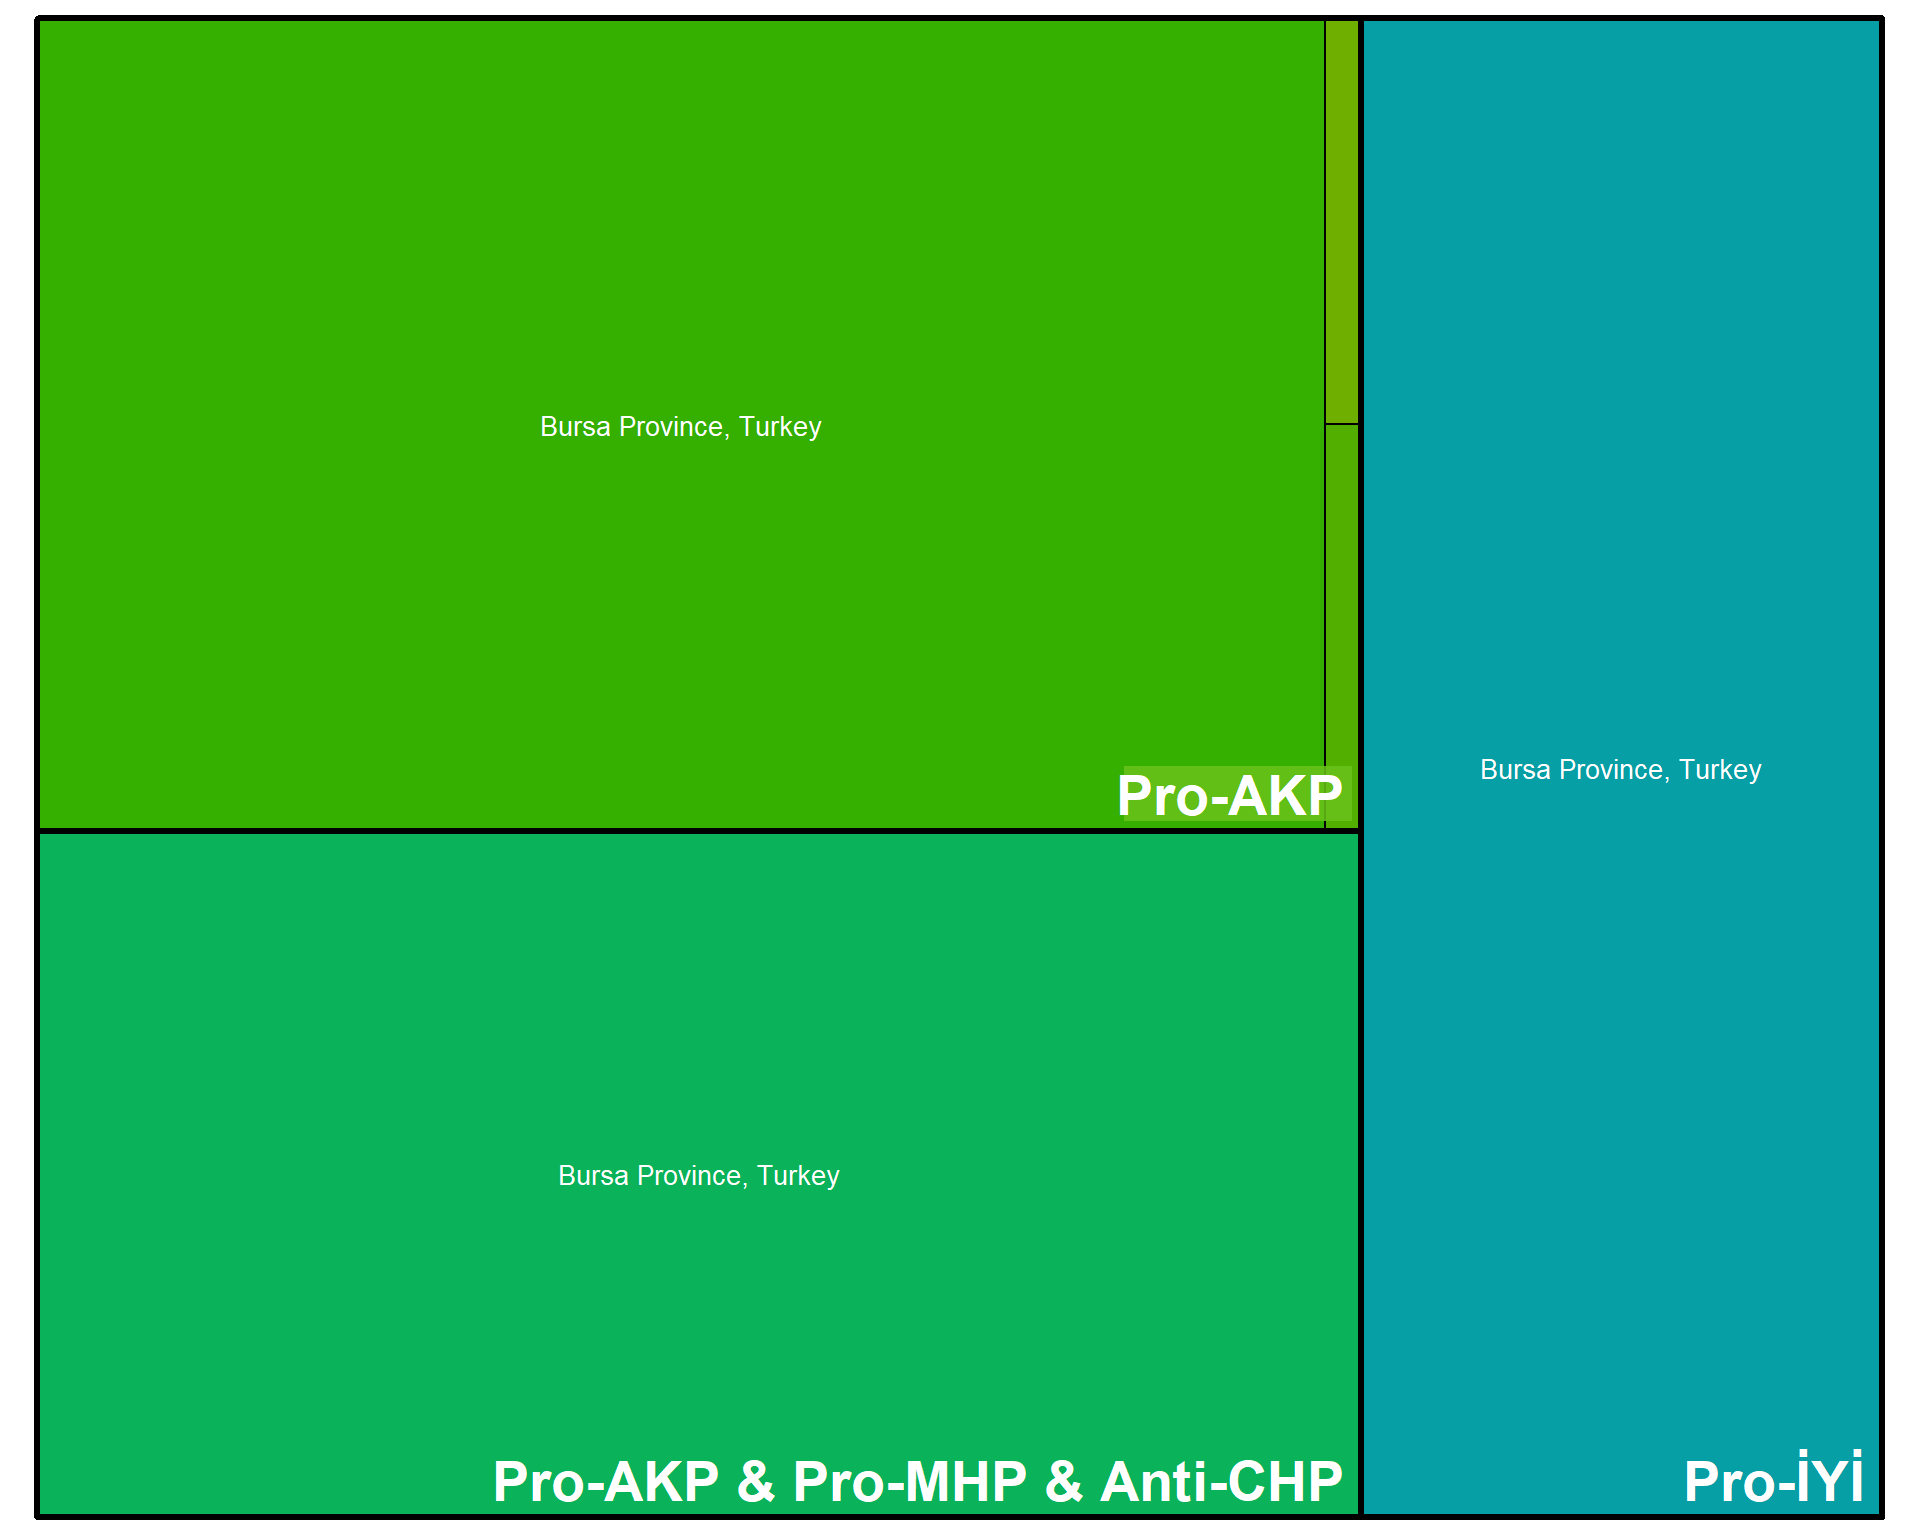 Bursa Province, Turkey
Pro-AKP
Bursa Province, Turkey
Pro-AKP & Pro-MHP & Anti-CHP
Bursa Province, Turkey
Pro-İYİ